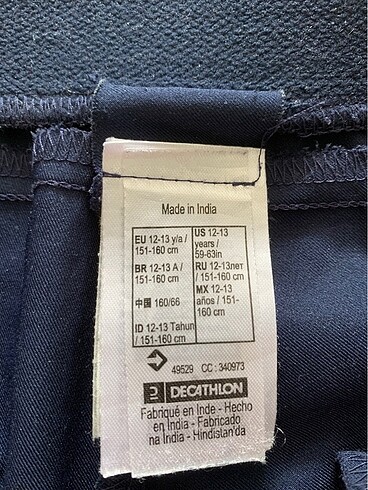 Made in India
EU 12-13 y/a /
151-160 cm
BR 12-13 A /
151-160 cm
中国 160/66
ID 12-13 Tahun
/ 151-160 cm
US 12-13
years /
59-63in
RU 12-13лет
/ 151-160 cm
MX 12-13
años / 151-
160 cm
49529 CC : 340973
DECATHLON
Fabriqué en Inde - Hecho
en India - Fabricado
na India - Hindistan'da